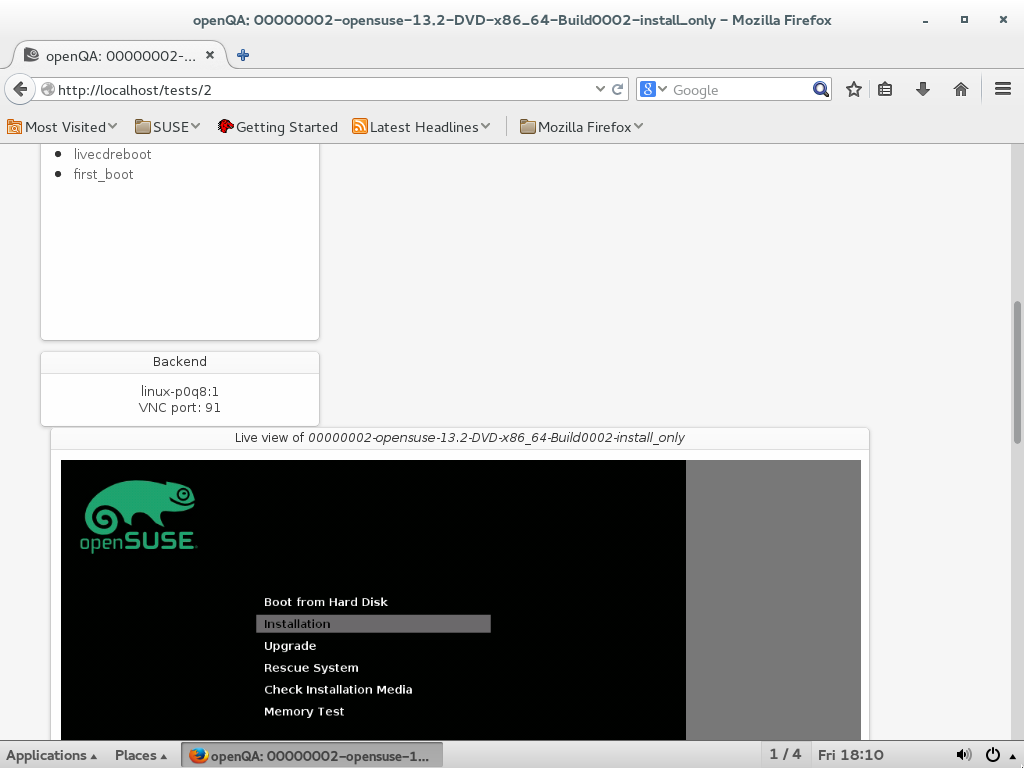 openQA: 00000002-opensuse-13.2-DVD-x86_64-Build0002-install_only - Mozilla Firefox
openQA: 00000002-...
http://localhost/tests/2
Google
Most Visited
SUSE
Getting Started
Latest Headlines
Mozilla Firefox
livecdreboot
first_boot
Backend
linux-p0q8:1
VNC port: 91
Live view of 00000002-opensuse-13.2-DVD-x86_64-Build0002-install_only
openSUSE
Boot from Hard Disk
Installation
Upgrade
Rescue System
Check Installation Media
Memory Test
Applications
Places
openQA: 00000002-opensuse-1...
1 / 4
Fri 18:10